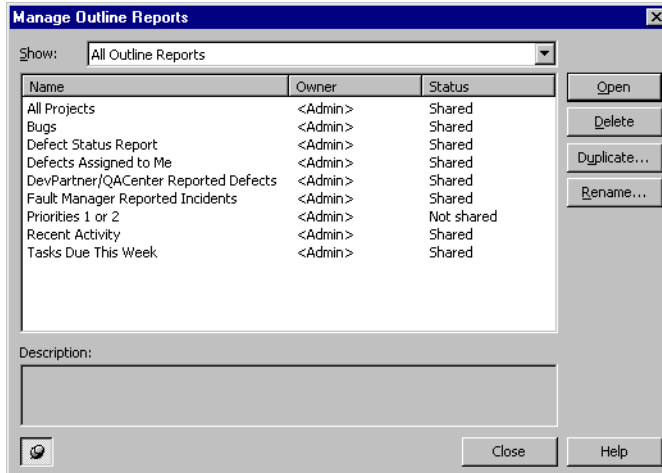 Manage Outline Reports
Show: All Outline Reports
Name Owner Status
All Projects <Admin> Shared
Bugs <Admin> Shared
Defect Status Report <Admin> Shared
Defects Assigned to Me <Admin> Shared
DevPartner/QACenter Reported Defects <Admin> Shared
Fault Manager Reported Incidents <Admin> Shared
Priorities 1 or 2 <Admin> Not shared
Recent Activity <Admin> Shared
Tasks Due This Week <Admin> Shared
Open
Delete
Duplicate...
Rename...
Description:
Close
Help